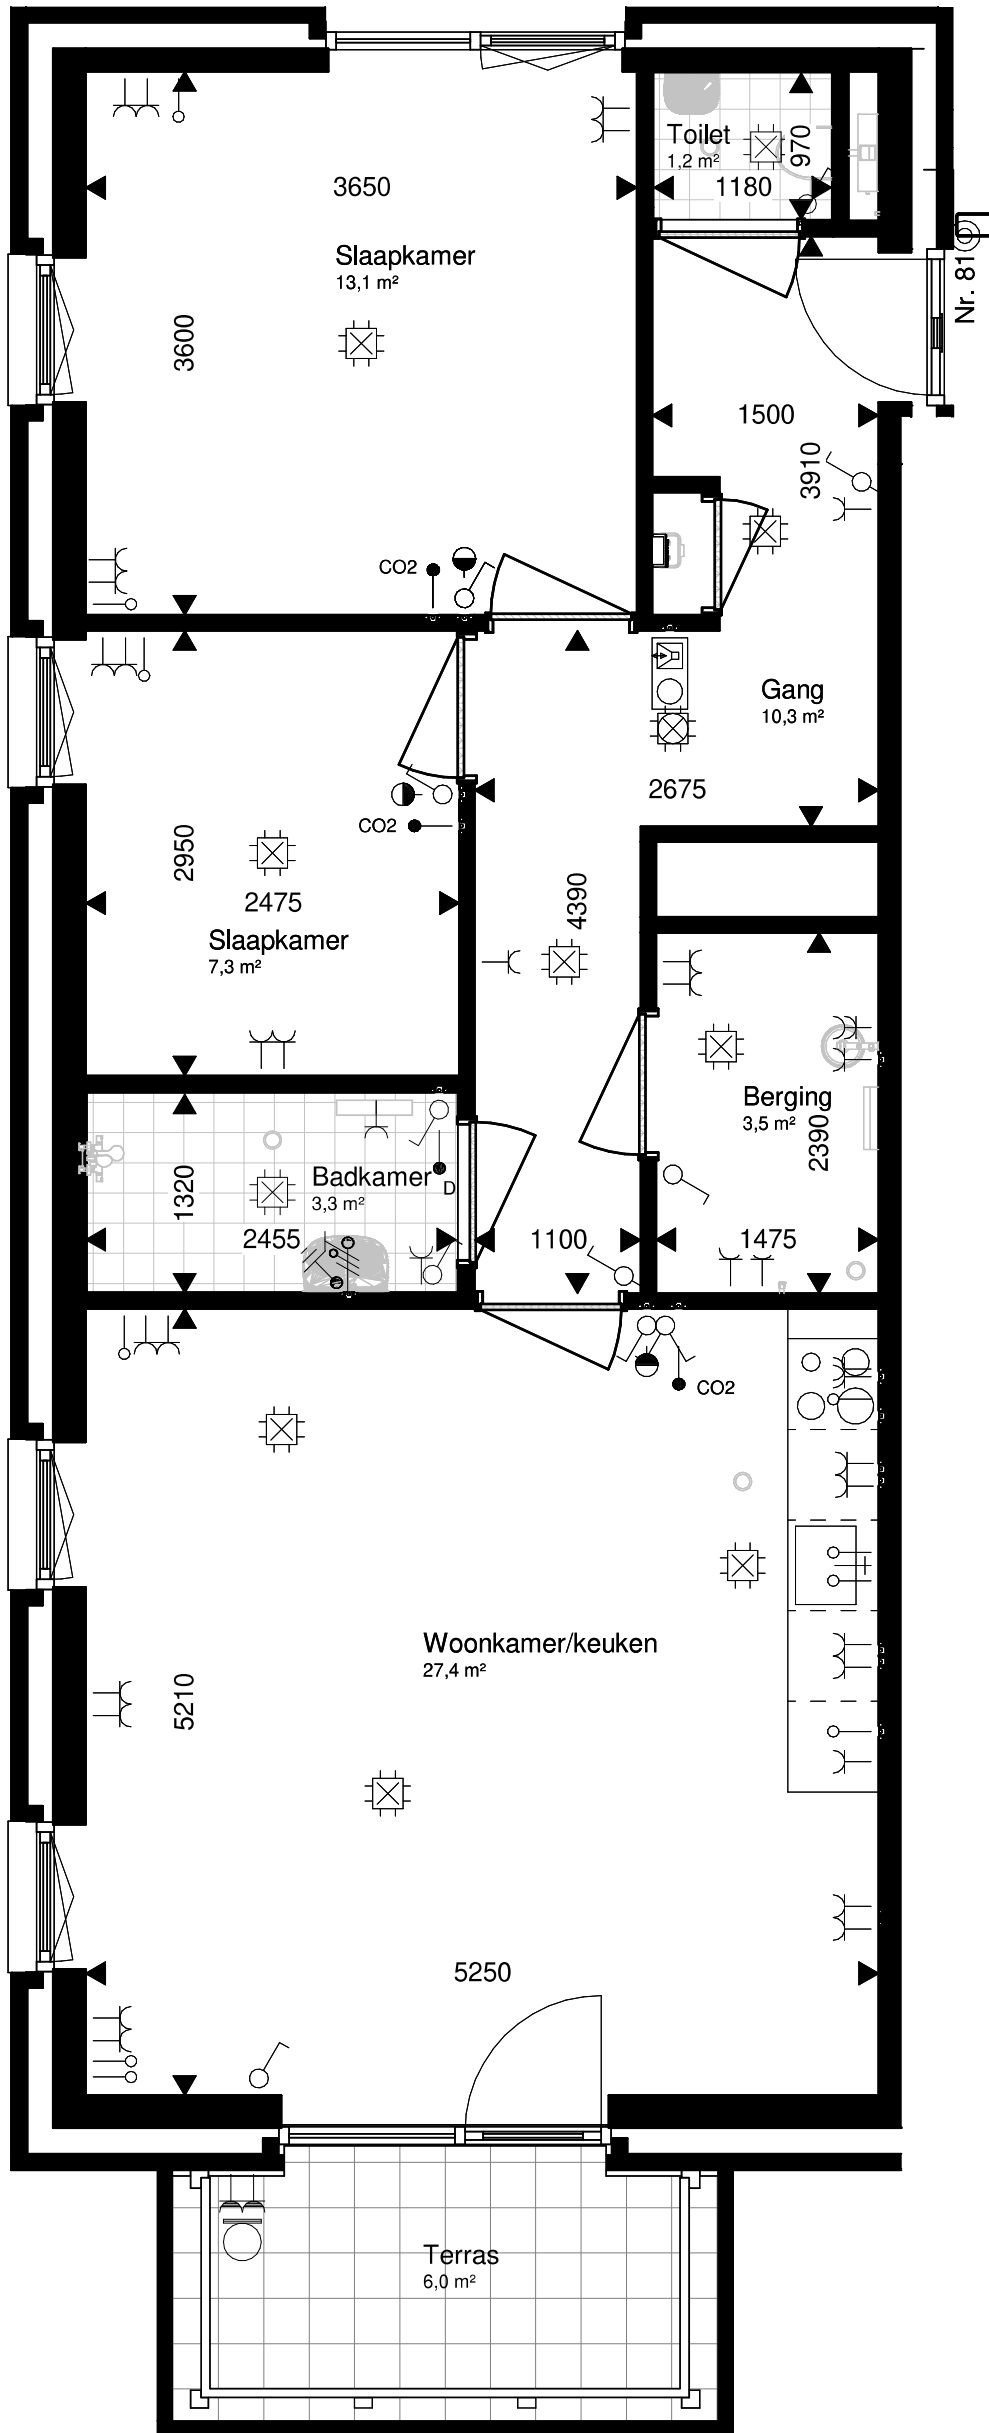 Toilet
1,2 m²
970
1180
3650
Slaapkamer
13,1 m²
3600
Nr. 81
1500
3910
CO2
Gang
10,3 m²
2675
CO2
2950
2475
Slaapkamer
7,3 m²
4390
Berging
3,5 m²
2390
Badkamer
3,3 m²
D
1320
2455
1100
1475
CO2
Woonkamer/keuken
27,4 m²
5210
5250
Terras
6,0 m²